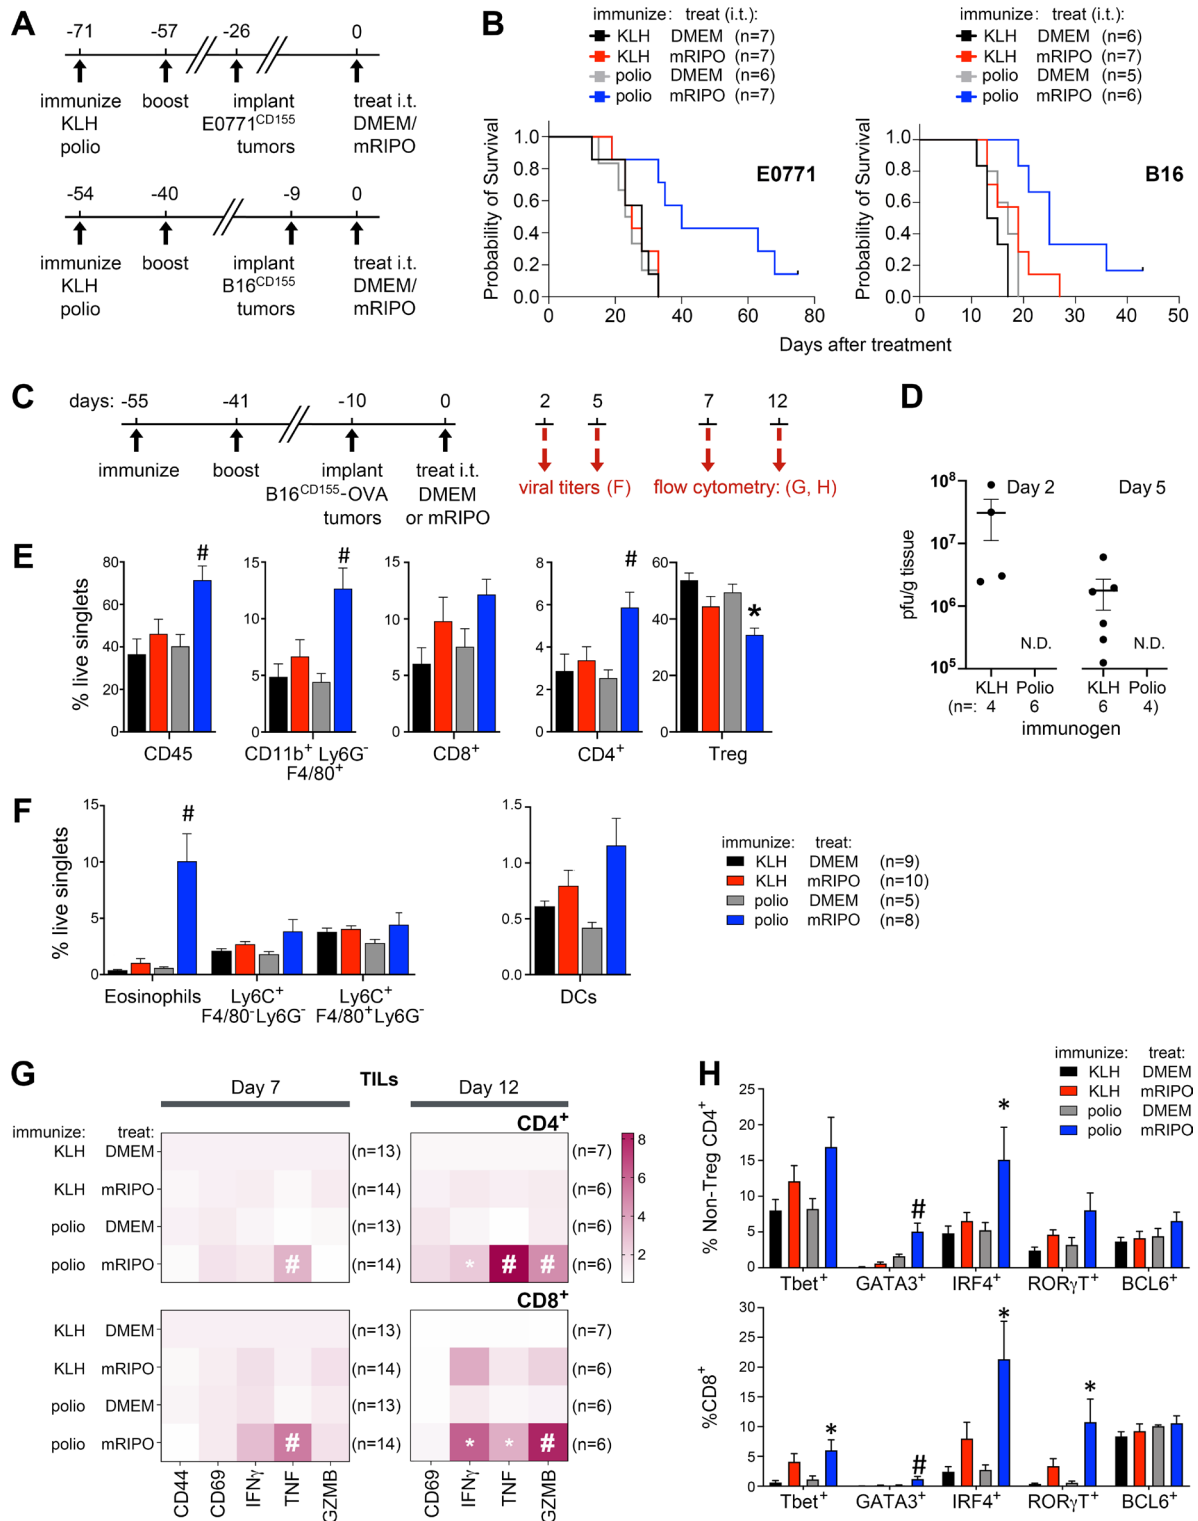 A
-71 -57 -26 0
immunize boost implant treat i.t.
KLH E0771CD155 DMEM/
polio tumors mRIPO
-54 -40 -9 0
immunize boost implant treat i.t.
KLH B16CD155 DMEM/
polio tumors mRIPO
B
immunize: treat (i.t.):
KLH DMEM (n=7)
KLH mRIPO (n=7)
polio DMEM (n=6)
polio mRIPO (n=7)
immunize: treat (i.t.):
KLH DMEM (n=6)
KLH mRIPO (n=7)
polio DMEM (n=5)
polio mRIPO (n=6)
Probability of Survival
1.0
0.8
0.6
0.4
0.2
0.0
0 20 40 60 80
E0771
Probability of Survival
1.0
0.8
0.6
0.4
0.2
0.0
0 10 20 30 40 50
B16
Days after treatment
C
days: -55 -41 -10 0 2 5 7 12
immunize boost implant treat i.t. viral titers (F) flow cytometry: (G, H)
B16CD155-OVA DMEM
tumors or mRIPO
D
pfu/g tissue
10⁸
10⁷
10⁶
10⁵
Day 2 Day 5
N.D. N.D.
KLH Polio KLH Polio
(n=: 4 6 6 4)
immunogen
E
% live singlets
80
60
40
20
0
#
CD45
15
10
5
0
#
CD11b⁺ Ly6G⁻
F4/80⁺
15
10
5
0
CD8⁺
8
6
4
2
0
#
CD4⁺
60
40
20
0
*
Treg
F
% live singlets
15
10
5
0
#
Eosinophils Ly6C⁺ Ly6C⁺
F4/80⁻Ly6G⁻ F4/80⁺Ly6G⁻
1.5
1.0
0.5
0.0
DCs
immunize: treat:
KLH DMEM (n=9)
KLH mRIPO (n=10)
polio DMEM (n=5)
polio mRIPO (n=8)
G
Day 7 TILs Day 12
CD4⁺
immunize: treat:
KLH DMEM (n=13) (n=7)
KLH mRIPO (n=14) (n=6)
polio DMEM (n=13) (n=6)
polio mRIPO # (n=14) * # # (n=6)
8
6
4
2
CD8⁺
KLH DMEM (n=13) (n=7)
KLH mRIPO (n=14) (n=6)
polio DMEM (n=13) (n=6)
polio mRIPO # (n=14) * * # (n=6)
CD44 CD69 IFNγ TNF GZMB CD69 IFNγ TNF GZMB
H
immunize: treat:
KLH DMEM
KLH mRIPO
polio DMEM
polio mRIPO
% Non-Treg CD4⁺
25
20
15
10
5
0
# *
Tbet⁺ GATA3⁺ IRF4⁺ RORγT⁺ BCL6⁺
%CD8⁺
30
25
20
15
10
5
0
* # * *
Tbet⁺ GATA3⁺ IRF4⁺ RORγT⁺ BCL6⁺